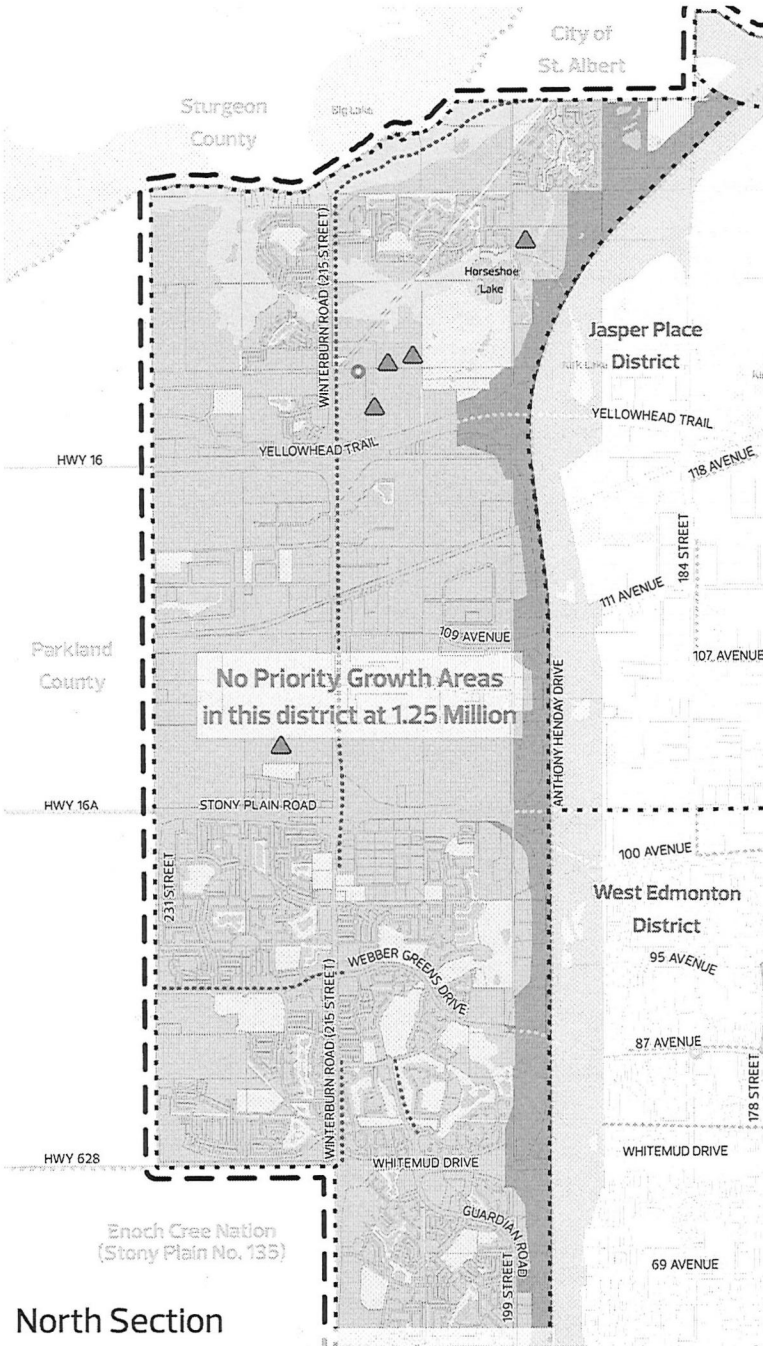 City of
St. Albert
Sturgeon
County
Big Lake
WINTERBURN ROAD (215 STREET)
Horseshoe
Lake
Jasper Place
District
YELLOWHEAD TRAIL
YELLOWHEAD TRAIL
HWY 16
118 AVENUE
184 STREET
111 AVENUE
109 AVENUE
107 AVENUE
Parkland
County
No Priority Growth Areas
in this district at 1.25 Million
ANTHONY HENDAY DRIVE
HWY 16A
STONY PLAIN ROAD
100 AVENUE
231 STREET
West Edmonton
District
95 AVENUE
WEBBER GREENS DRIVE
WINTERBURN ROAD (215 STREET)
87 AVENUE
178 STREET
HWY 628
WHITEMUD DRIVE
WHITEMUD DRIVE
Enoch Cree Nation
(Stony Plain No. 135)
GUARDIAN ROAD
199 STREET
69 AVENUE
North Section